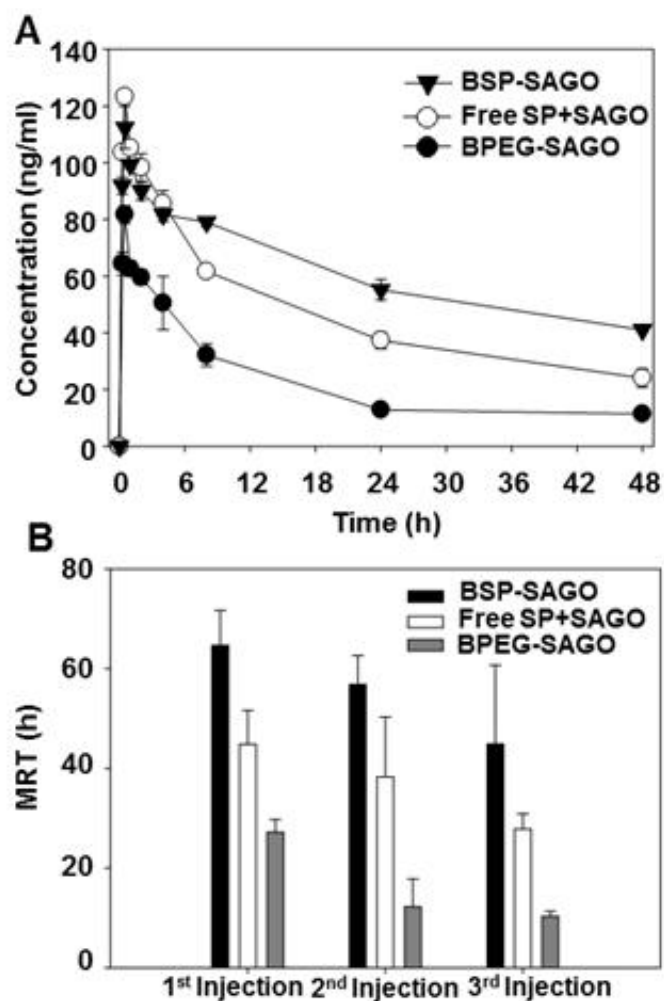 A
140
120
100
80
60
40
20
0
Concentration (ng/ml)
BSP-SAGO
Free SP+SAGO
BPEG-SAGO
0 6 12 18 24 30 36 42 48
Time (h)
B
80
60
40
20
0
MRT (h)
BSP-SAGO
Free SP+SAGO
BPEG-SAGO
1st Injection 2nd Injection 3rd Injection